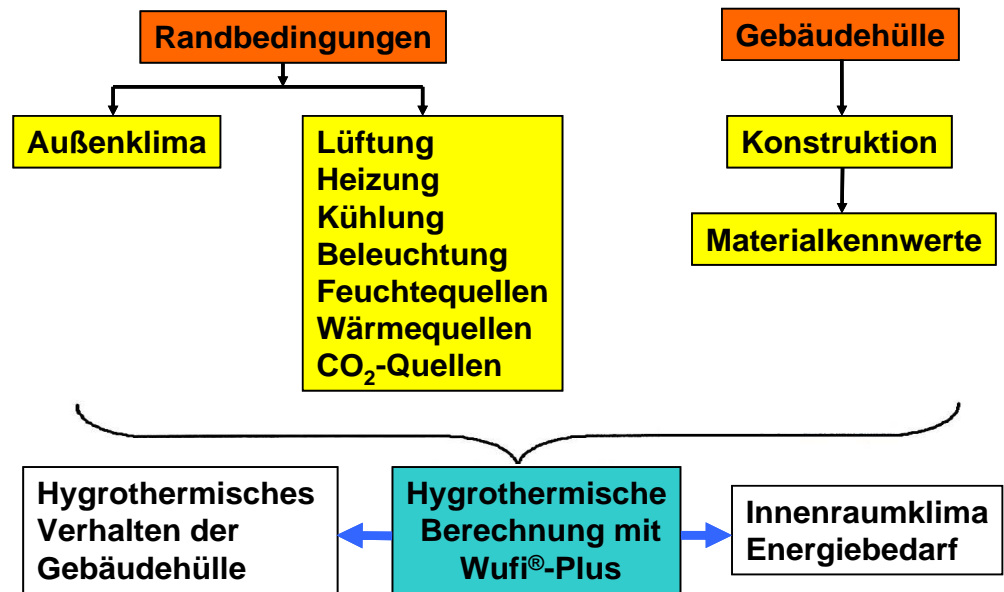 Randbedingungen
Gebäudehülle
Außenklima
Lüftung
Heizung
Kühlung
Beleuchtung
Feuchtequellen
Wärmequellen
CO₂-Quellen
Konstruktion
Materialkennwerte
Hygrothermisches
Verhalten der
Gebäudehülle
Hygrothermische
Berechnung mit
Wufi®-Plus
Innenraumklima
Energiebedarf